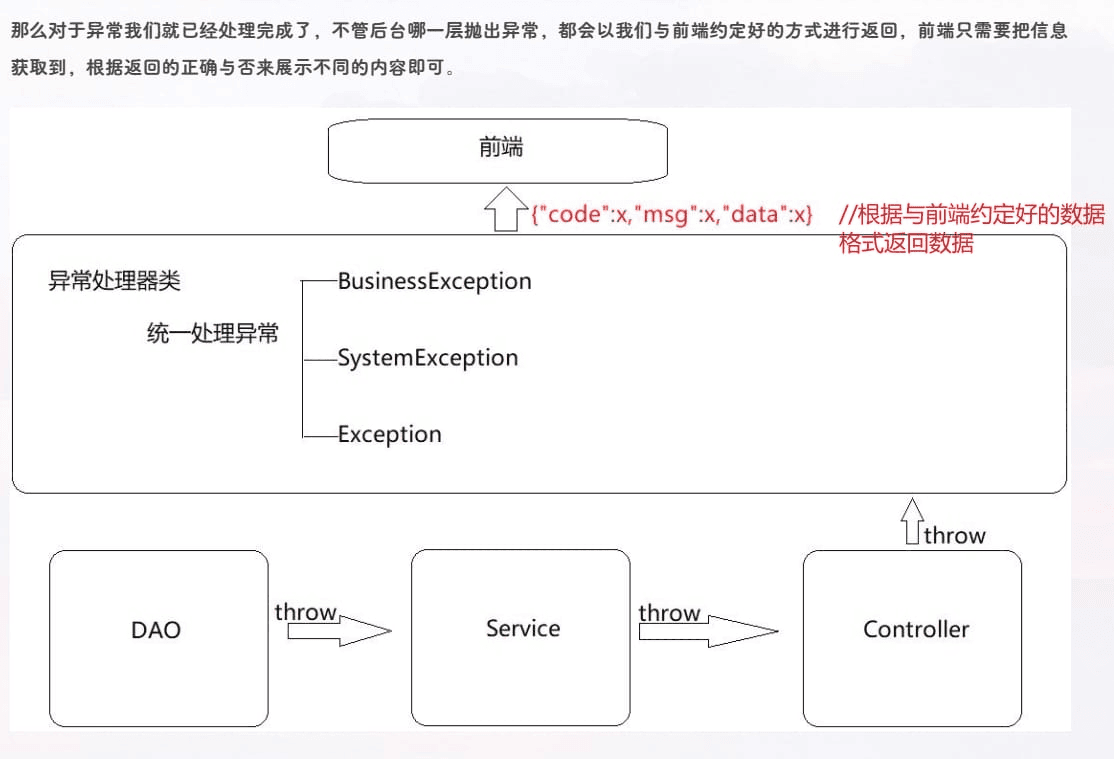 那么对于异常我们就已经处理完成了，不管后台哪一层抛出异常，都会以我们与前端约定好的方式进行返回，前端只需要把信息
获取到，根据返回的正确与否来展示不同的内容即可。
前端
{"code":x,"msg":x,"data":x} //根据与前端约定好的数据
格式返回数据
异常处理器类
BusinessException
统一处理异常
SystemException
Exception
throw
throw
throw
DAO
Service
Controller